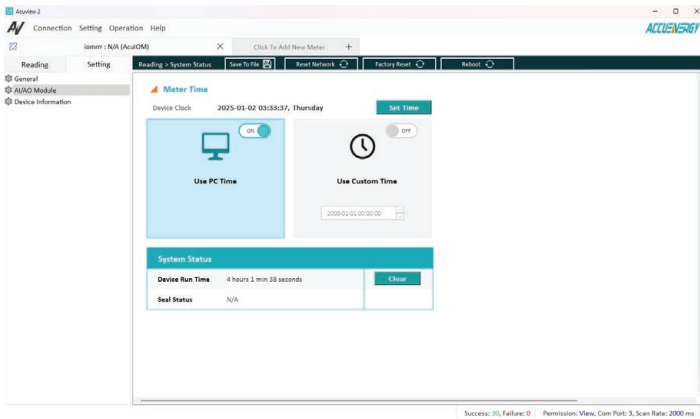 Acuview 2
Connection Setting Operation Help
ACCUENERGY
Iomm : N/A (AcuIOM) X Click To Add New Meter +
Reading Setting Reading > System Status Save To File Reset Network Factory Reset Reboot
General
AI/AO Module
Device Information
Meter Time
Device Clock 2025-01-02 03:33:37, Thursday Set Time
ON OFF
Use PC Time Use Custom Time
2000-01-01 00:00:00
System Status
Device Run Time 4 hours 1 min 38 seconds Clear
Seal Status N/A
Success: 30, Failure: 0 Permission: View, Com Port: 3, Scan Rate: 2000 ms